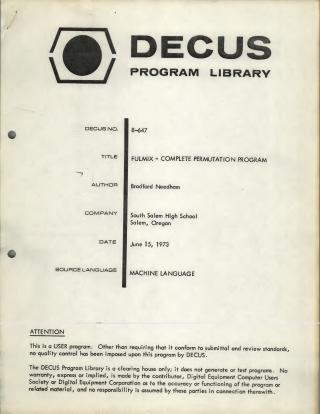 DECUS
PROGRAM LIBRARY
DECUS NO. 8-647
TITLE FULMIX - COMPLETE PERMUTATION PROGRAM
AUTHOR Bradford Needham
COMPANY South Salem High School
Salem, Oregon
DATE June 15, 1973
SOURCE LANGUAGE MACHINE LANGUAGE
ATTENTION
This is a USER program. Other than requiring that it conform to submittal and review standards,
no quality control has been imposed upon this program by DECUS.
The DECUS Program Library is a clearing house only; it does not generate or test programs. No
warranty, express or implied, is made by the contributor, Digital Equipment Computer Users
Society or Digital Equipment Corporation as to the accuracy or functioning of the program or
related material, and no responsibility is assumed by these parties in connection therewith.